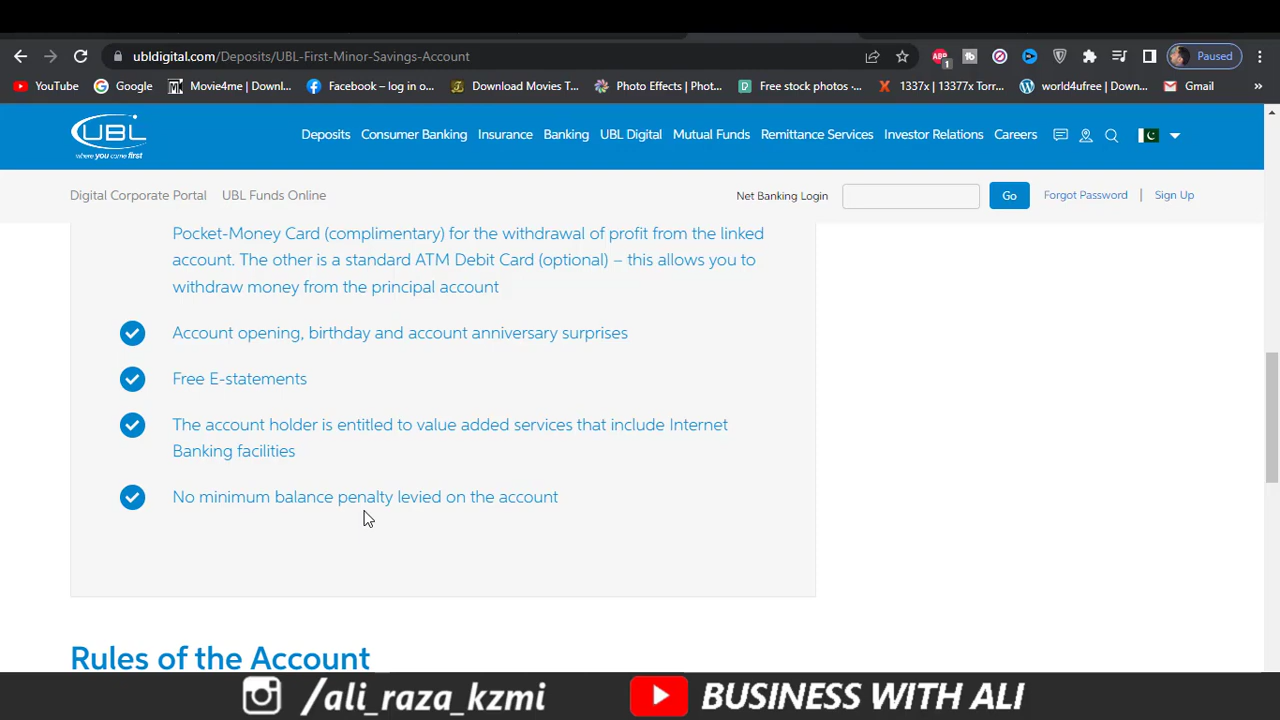 ubldigital.com/Deposits/UBL-First-Minor-Savings-Account
ABP
1
Paused
YouTube
Google
Movie4me | Downl...
Facebook – log in o...
Download Movies T...
Photo Effects | Phot...
Free stock photos ·...
1337x | 13377x Torr...
world4ufree | Down...
Gmail
»
UBL
where you come first
Deposits
Consumer Banking
Insurance
Banking
UBL Digital
Mutual Funds
Remittance Services
Investor Relations
Careers
Digital Corporate Portal
UBL Funds Online
Net Banking Login
Go
Forgot Password
|
Sign Up
Pocket-Money Card (complimentary) for the withdrawal of profit from the linked
account. The other is a standard ATM Debit Card (optional) – this allows you to
withdraw money from the principal account
Account opening, birthday and account anniversary surprises
Free E-statements
The account holder is entitled to value added services that include Internet
Banking facilities
No minimum balance penalty levied on the account
Rules of the Account
/ali_raza_kzmi
BUSINESS WITH ALI